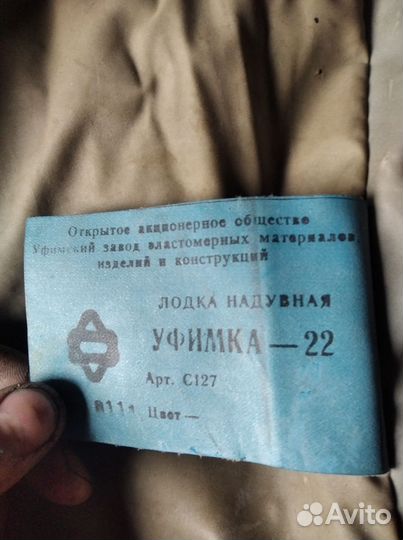 Открытое акционерное общество
Уфимский завод эластомерных материалов,
изделий и конструкций
ЛОДКА НАДУВНАЯ
УФИМКА — 22
Арт. С127
Цвет —
Avito